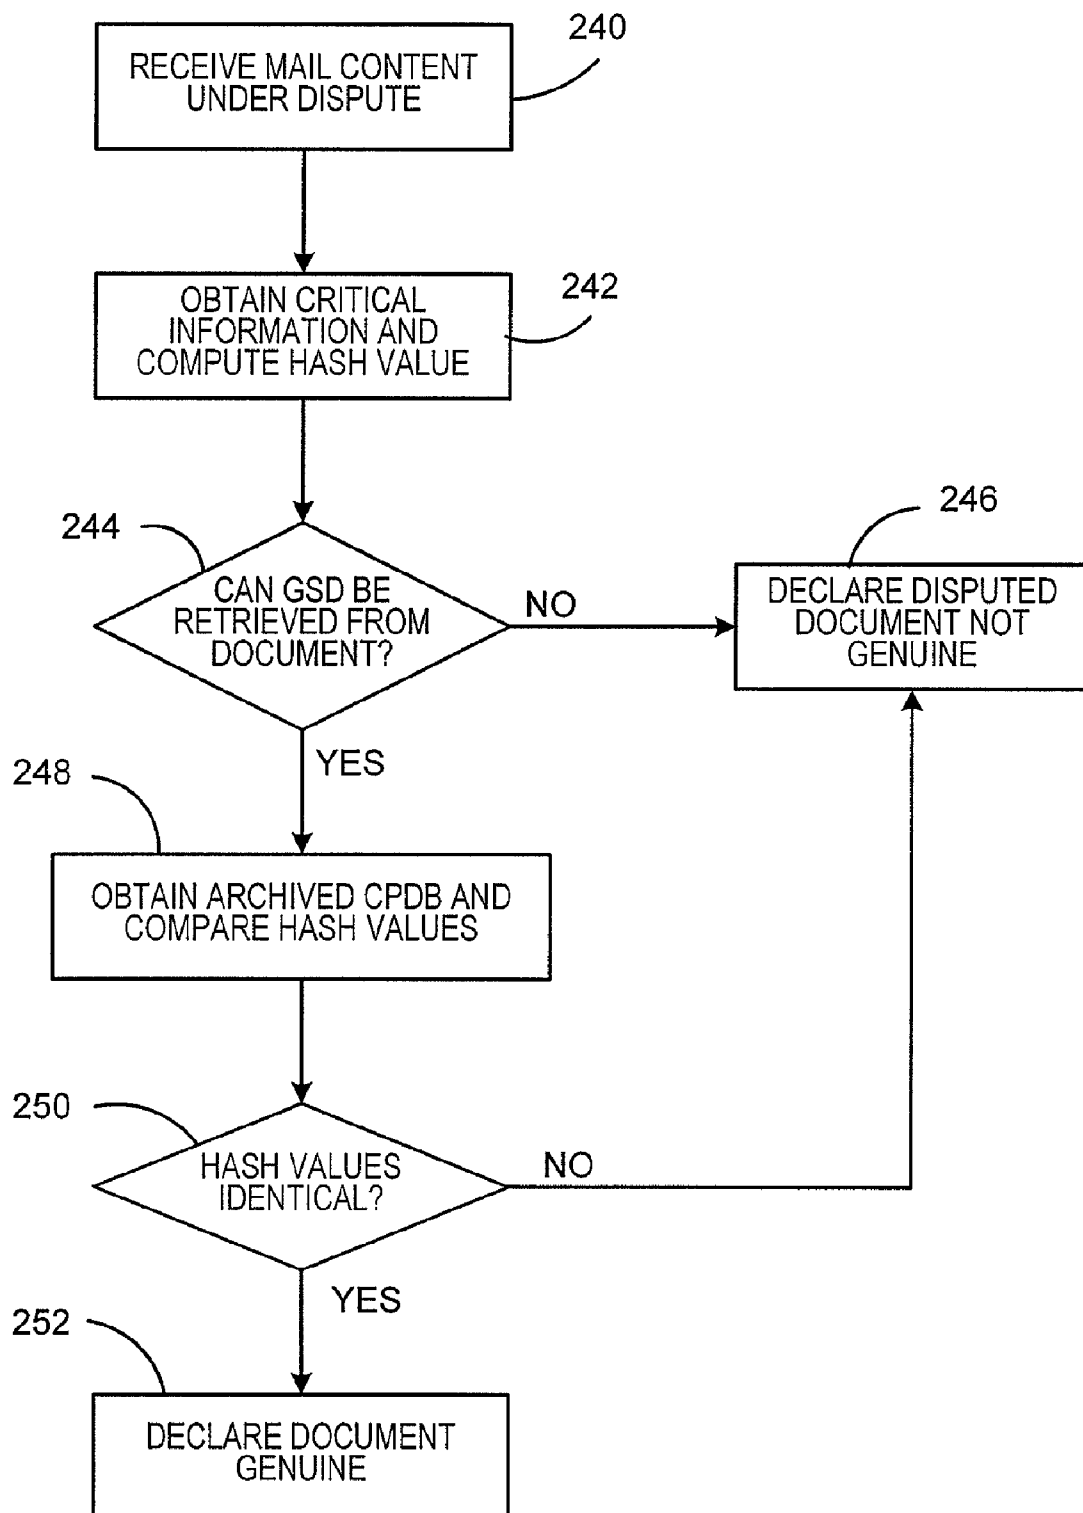 240
RECEIVE MAIL CONTENT
UNDER DISPUTE
242
OBTAIN CRITICAL
INFORMATION AND
COMPUTE HASH VALUE
244
CAN GSD BE
RETRIEVED FROM
DOCUMENT?
NO
246
DECLARE DISPUTED
DOCUMENT NOT
GENUINE
YES
248
OBTAIN ARCHIVED CPDB AND
COMPARE HASH VALUES
250
HASH VALUES
IDENTICAL?
NO
YES
252
DECLARE DOCUMENT
GENUINE